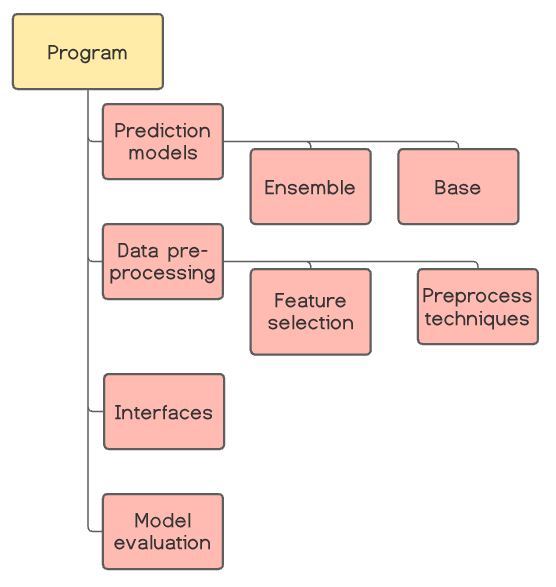 Program
Prediction
models
Ensemble
Base
Data pre-
processing
Feature
selection
Preprocess
techniques
Interfaces
Model
evaluation